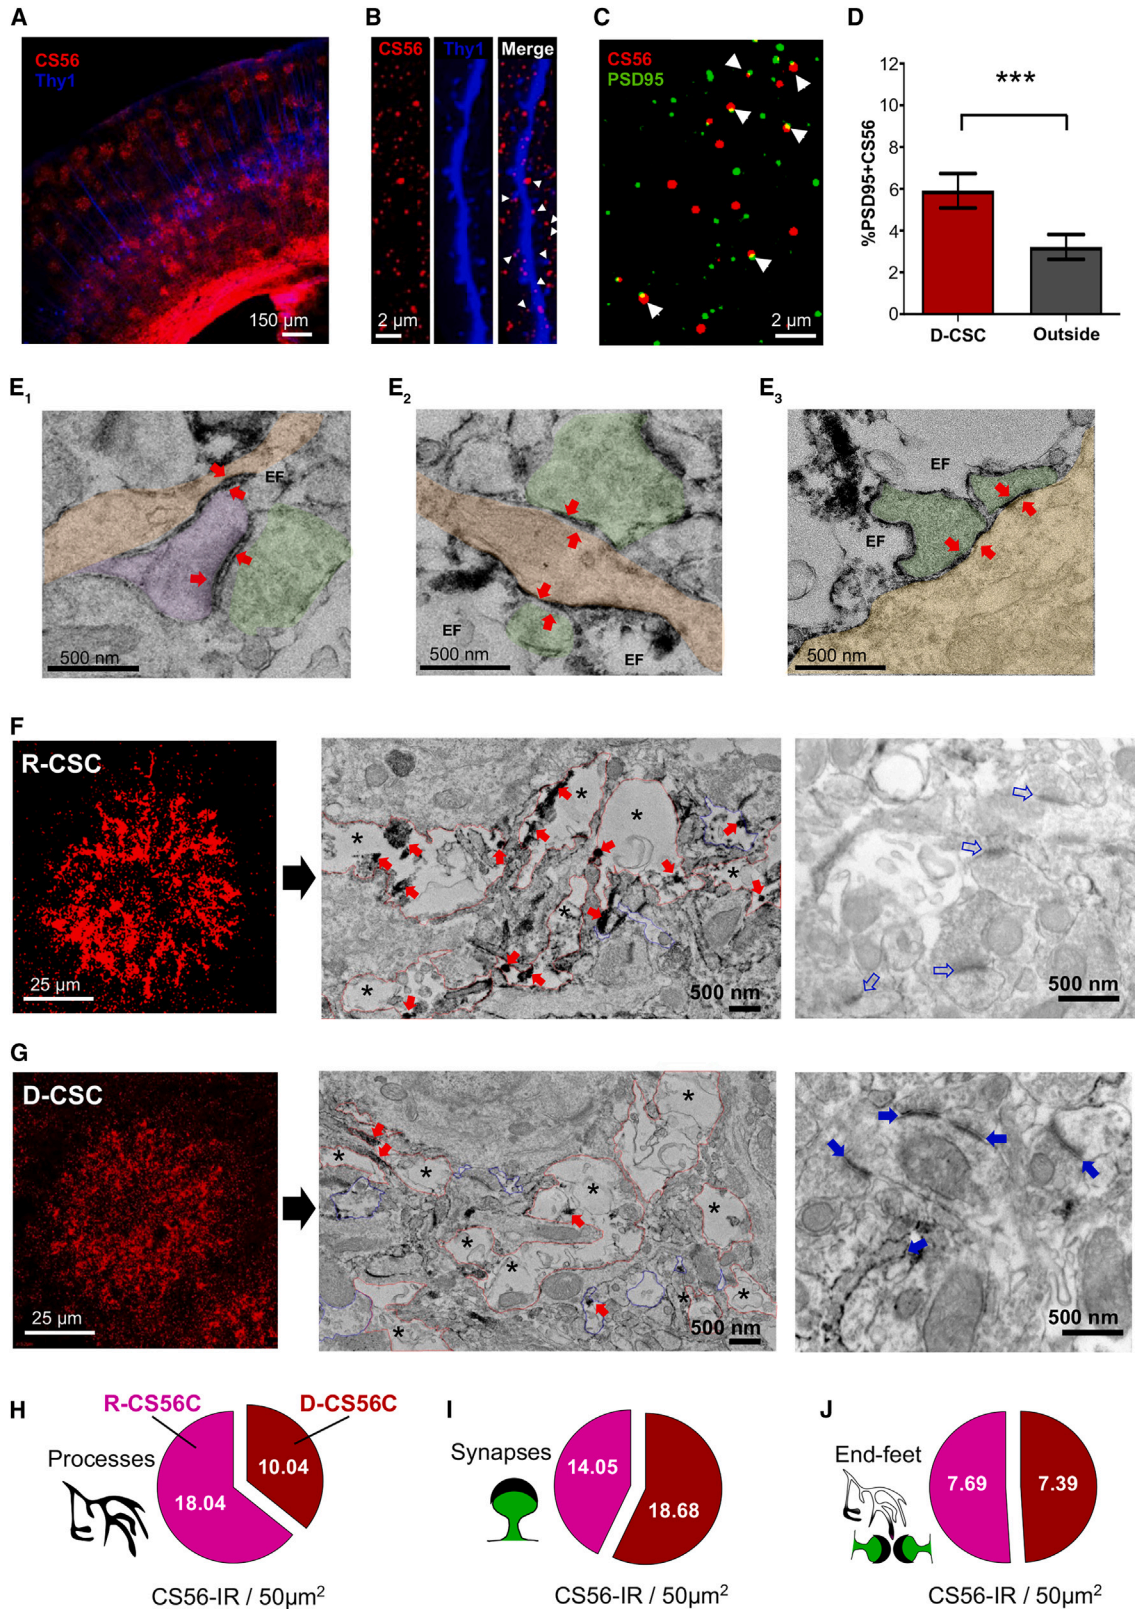 A
CS56
Thy1
150 µm
B
CS56
Thy1
Merge
2 µm
C
CS56
PSD95
2 µm
D
%PSD95+CS56
12
10
8
6
4
2
0
***
D-CSC
Outside
E1
EF
500 nm
E2
EF
EF
500 nm
E3
EF
EF
500 nm
F
R-CSC
25 µm
* * * * * *
500 nm
500 nm
G
D-CSC
25 µm
* * * * * * * * * *
500 nm
500 nm
H
R-CS56C
D-CS56C
Processes
10.04
18.04
CS56-IR / 50µm²
I
Synapses
14.05
18.68
CS56-IR / 50µm²
J
End-feet
7.69
7.39
CS56-IR / 50µm²